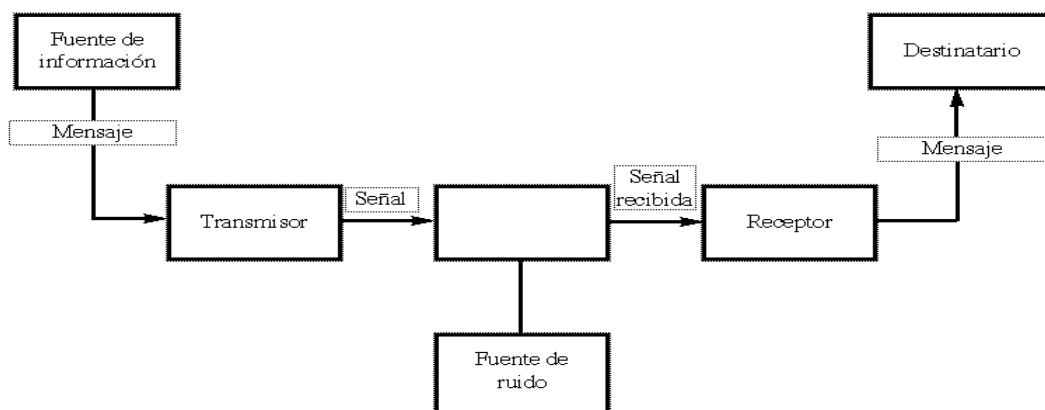 Fuente de
información
Destinatario
Mensaje
Mensaje
Señal
recibida
Señal
Transmisor
Receptor
Fuente de
ruido